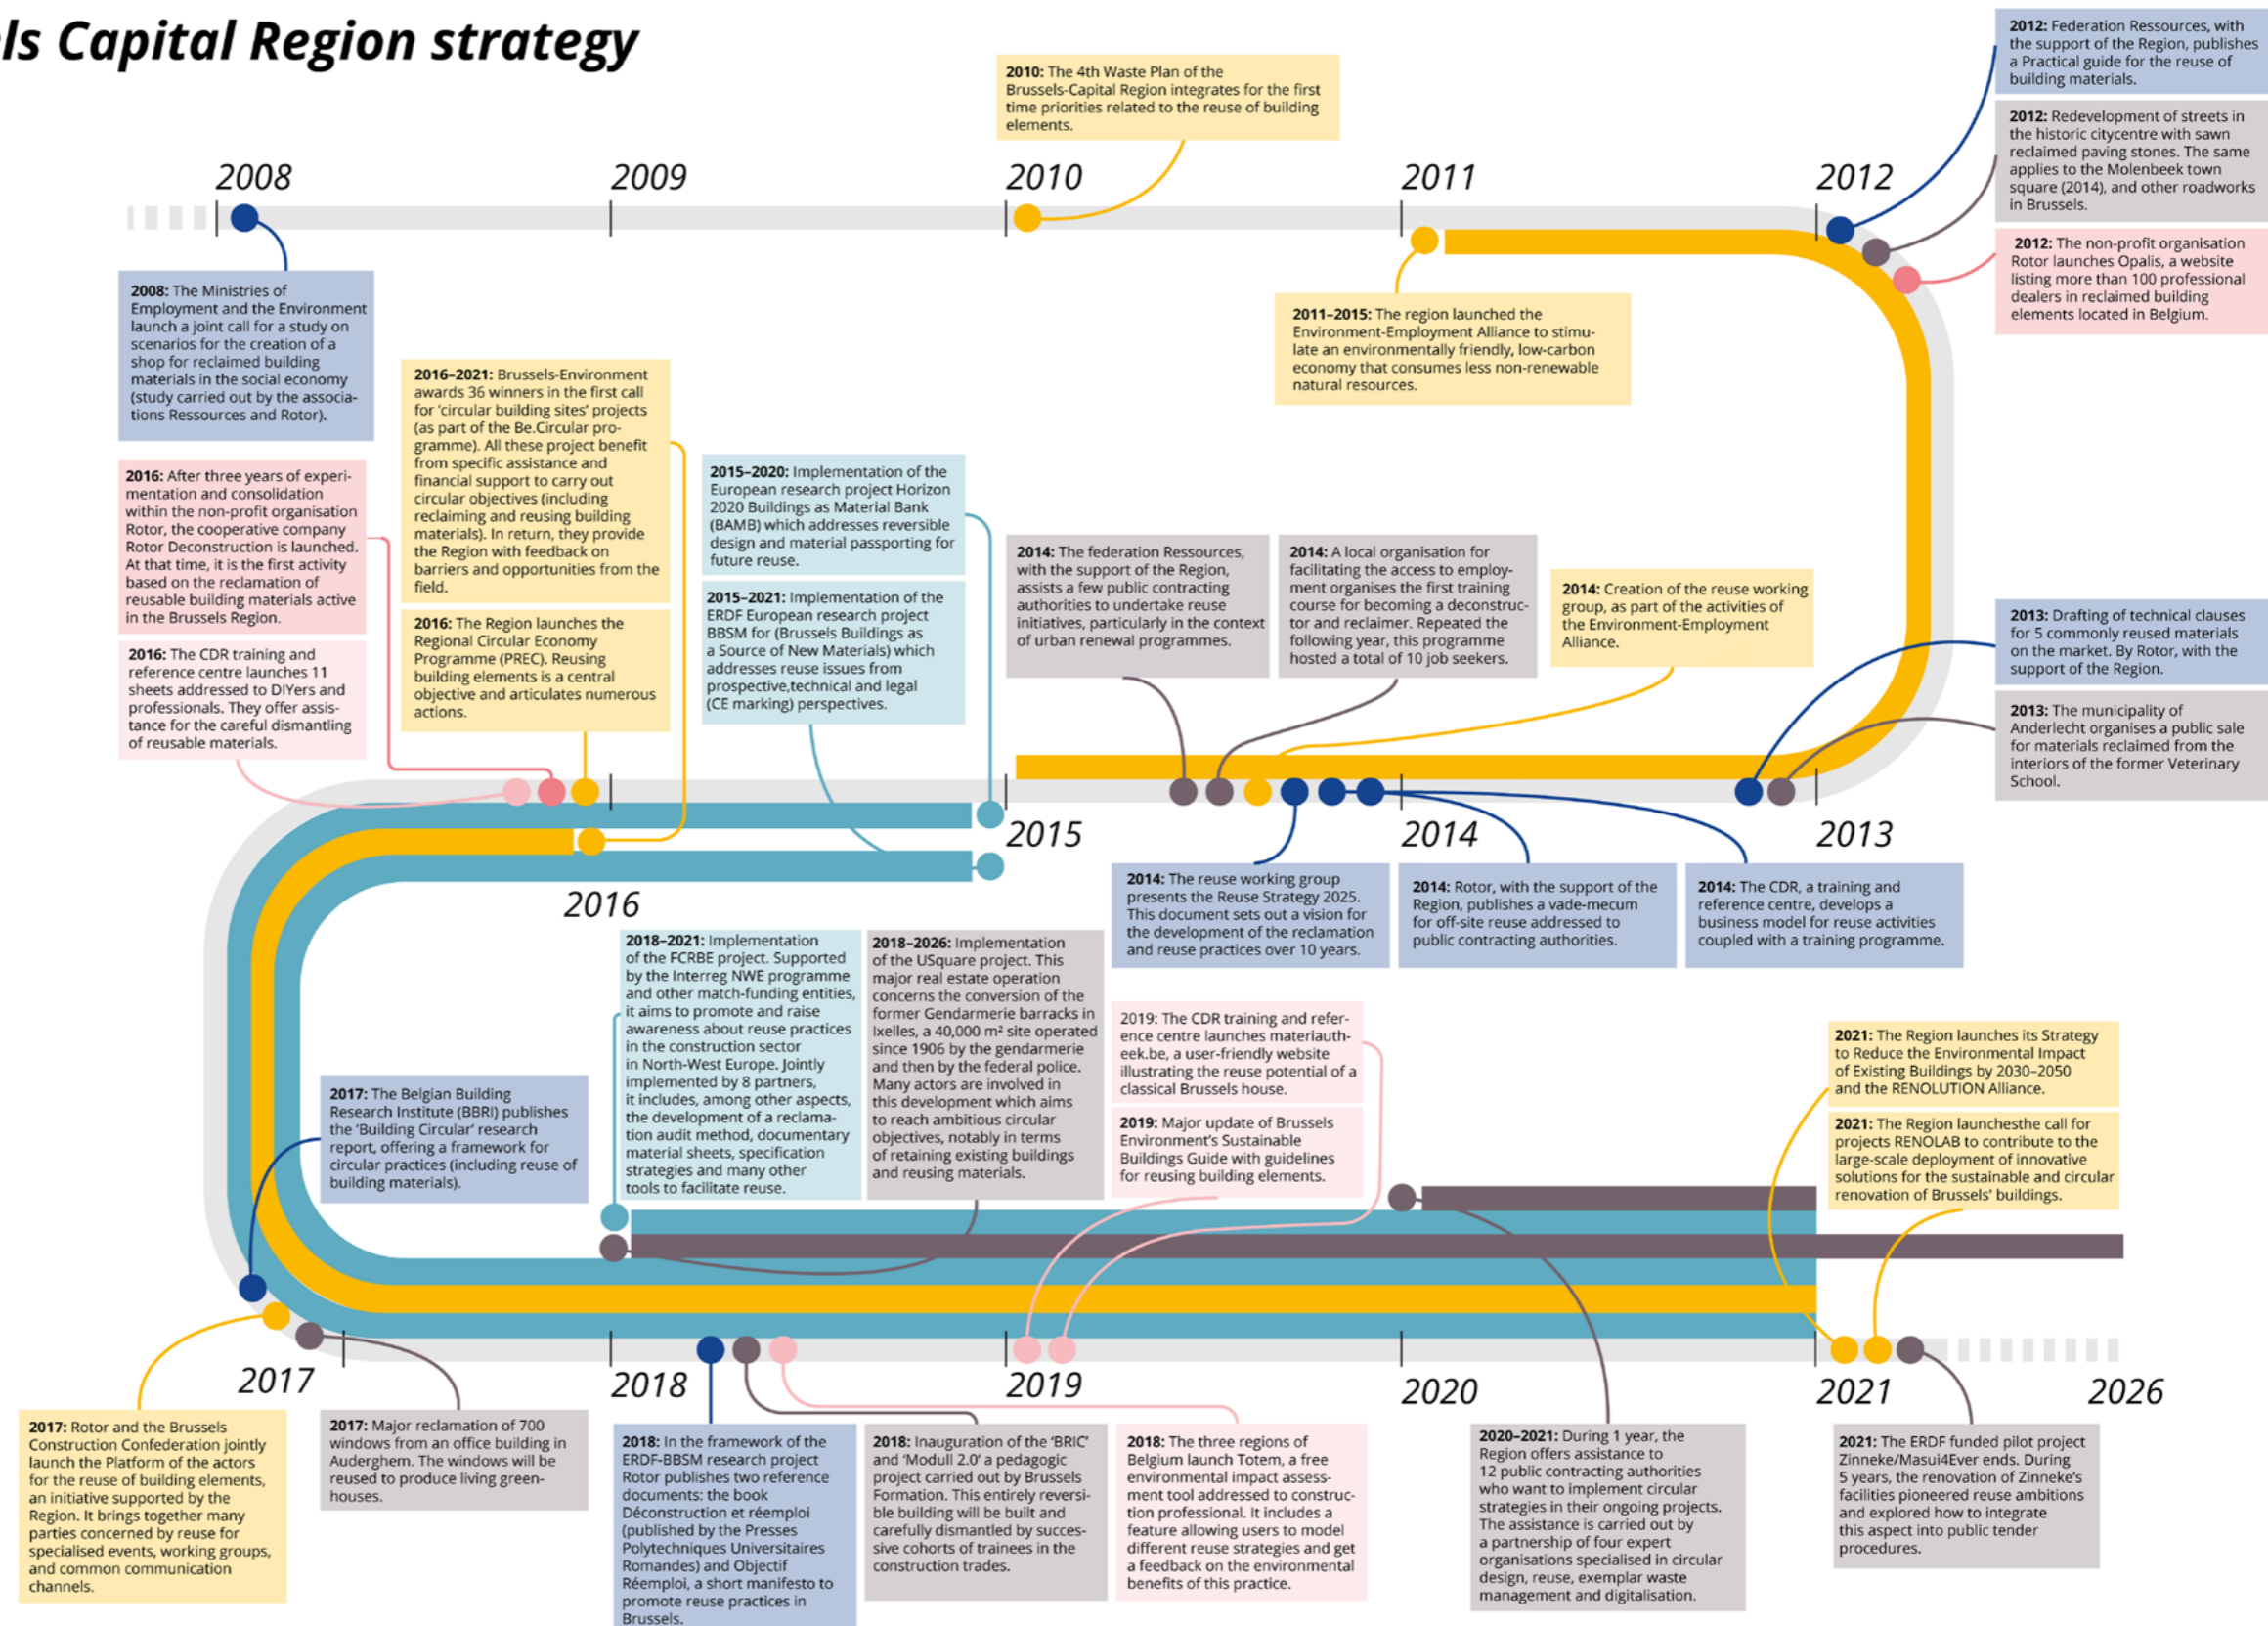 ls Capital Region strategy
2012: Federation Ressources, with
the support of the Region, publishes
a Practical guide for the reuse of
building materials.
2010: The 4th Waste Plan of the
Brussels-Capital Region integrates for the first
time priorities related to the reuse of building
elements.
2012: Redevelopment of streets in
the historic citycentre with sawn
reclaimed paving stones. The same
applies to the Molenbeek town
square (2014), and other roadworks
in Brussels.
2008
2009
2010
2011
2012
2012: The non-profit organisation
Rotor launches Opalis, a website
listing more than 100 professional
dealers in reclaimed building
elements located in Belgium.
2008: The Ministries of
Employment and the Environment
launch a joint call for a study on
scenarios for the creation of a
shop for reclaimed building
materials in the social economy
(study carried out by the associa-
tions Ressources and Rotor).
2011–2015: The region launched the
Environment-Employment Alliance to stimu-
late an environmentally friendly, low-carbon
economy that consumes less non-renewable
natural resources.
2016–2021: Brussels-Environment
awards 36 winners in the first call
for 'circular building sites' projects
(as part of the Be.Circular pro-
gramme). All these project benefit
from specific assistance and
financial support to carry out
circular objectives (including
reclaiming and reusing building
materials). In return, they provide
the Region with feedback on
barriers and opportunities from the
field.
2016: After three years of experi-
mentation and consolidation
within the non-profit organisation
Rotor, the cooperative company
Rotor Deconstruction is launched.
At that time, it is the first activity
based on the reclamation of
reusable building materials active
in the Brussels Region.
2015–2020: Implementation of the
European research project Horizon
2020 Buildings as Material Bank
(BAMB) which addresses reversible
design and material passporting for
future reuse.
2015–2021: Implementation of the
ERDF European research project
BBSM for (Brussels Buildings as
a Source of New Materials) which
addresses reuse issues from
prospective,technical and legal
(CE marking) perspectives.
2014: The federation Ressources,
with the support of the Region,
assists a few public contracting
authorities to undertake reuse
initiatives, particularly in the context
of urban renewal programmes.
2014: A local organisation for
facilitating the access to employ-
ment organises the first training
course for becoming a deconstruc-
tor and reclaimer. Repeated the
following year, this programme
hosted a total of 10 job seekers.
2014: Creation of the reuse working
group, as part of the activities of
the Environment-Employment
Alliance.
2013: Drafting of technical clauses
for 5 commonly reused materials
on the market. By Rotor, with the
support of the Region.
2016: The Region launches the
Regional Circular Economy
Programme (PREC). Reusing
building elements is a central
objective and articulates numerous
actions.
2016: The CDR training and
reference centre launches 11
sheets addressed to DIYers and
professionals. They offer assis-
tance for the careful dismantling
of reusable materials.
2013: The municipality of
Anderlecht organises a public sale
for materials reclaimed from the
interiors of the former Veterinary
School.
2015
2014
2013
2016
2014: The reuse working group
presents the Reuse Strategy 2025.
This document sets out a vision for
the development of the reclamation
and reuse practices over 10 years.
2014: Rotor, with the support of the
Region, publishes a vade-mecum
for off-site reuse addressed to
public contracting authorities.
2014: The CDR, a training and
reference centre, develops a
business model for reuse activities
coupled with a training programme.
2018–2021: Implementation
of the FCRBE project. Supported
by the Interreg NWE programme
and other match-funding entities,
it aims to promote and raise
awareness about reuse practices
in the construction sector
in North-West Europe. Jointly
implemented by 8 partners,
it includes, among other aspects,
the development of a reclama-
tion audit method, documentary
material sheets, specification
strategies and many other
tools to facilitate reuse.
2018–2026: Implementation
of the USquare project. This
major real estate operation
concerns the conversion of the
former Gendarmerie barracks in
Ixelles, a 40,000 m² site operated
since 1906 by the gendarmerie
and then by the federal police.
Many actors are involved in
this development which aims
to reach ambitious circular
objectives, notably in terms
of retaining existing buildings
and reusing materials.
2019: The CDR training and refer-
ence centre launches materiauth-
eek.be, a user-friendly website
illustrating the reuse potential of a
classical Brussels house.
2019: Major update of Brussels
Environment's Sustainable
Buildings Guide with guidelines
for reusing building elements.
2021: The Region launches its Strategy
to Reduce the Environmental Impact
of Existing Buildings by 2030–2050
and the RENOLUTION Alliance.
2021: The Region launchesthe call for
projects RENOLAB to contribute to the
large-scale deployment of innovative
solutions for the sustainable and circular
renovation of Brussels' buildings.
2017: The Belgian Building
Research Institute (BBRI) publishes
the 'Building Circular' research
report, offering a framework for
circular practices (including reuse of
building materials).
2017
2018
2019
2020
2021
2026
2017: Rotor and the Brussels
Construction Confederation jointly
launch the Platform of the actors
for the reuse of building elements,
an initiative supported by the
Region. It brings together many
parties concerned by reuse for
specialised events, working groups,
and common communication
channels.
2017: Major reclamation of 700
windows from an office building in
Auderghem. The windows will be
reused to produce living green-
houses.
2018: In the framework of the
ERDF-BBSM research project
Rotor publishes two reference
documents: the book
Déconstruction et réemploi
(published by the Presses
Polytechniques Universitaires
Romandes) and Objectif
Réemploi, a short manifesto to
promote reuse practices in
Brussels.
2018: Inauguration of the 'BRIC'
and 'Modull 2.0' a pedagogic
project carried out by Brussels
Formation. This entirely reversi-
ble building will be built and
carefully dismantled by succes-
sive cohorts of trainees in the
construction trades.
2018: The three regions of
Belgium launch Totem, a free
environmental impact assess-
ment tool addressed to construc-
tion professional. It includes a
feature allowing users to model
different reuse strategies and get
a feedback on the environmental
benefits of this practice.
2020–2021: During 1 year, the
Region offers assistance to
12 public contracting authorities
who want to implement circular
strategies in their ongoing projects.
The assistance is carried out by
a partnership of four expert
organisations specialised in circular
design, reuse, exemplar waste
management and digitalisation.
2021: The ERDF funded pilot project
Zinneke/Masui4Ever ends. During
5 years, the renovation of Zinneke's
facilities pioneered reuse ambitions
and explored how to integrate
this aspect into public tender
procedures.